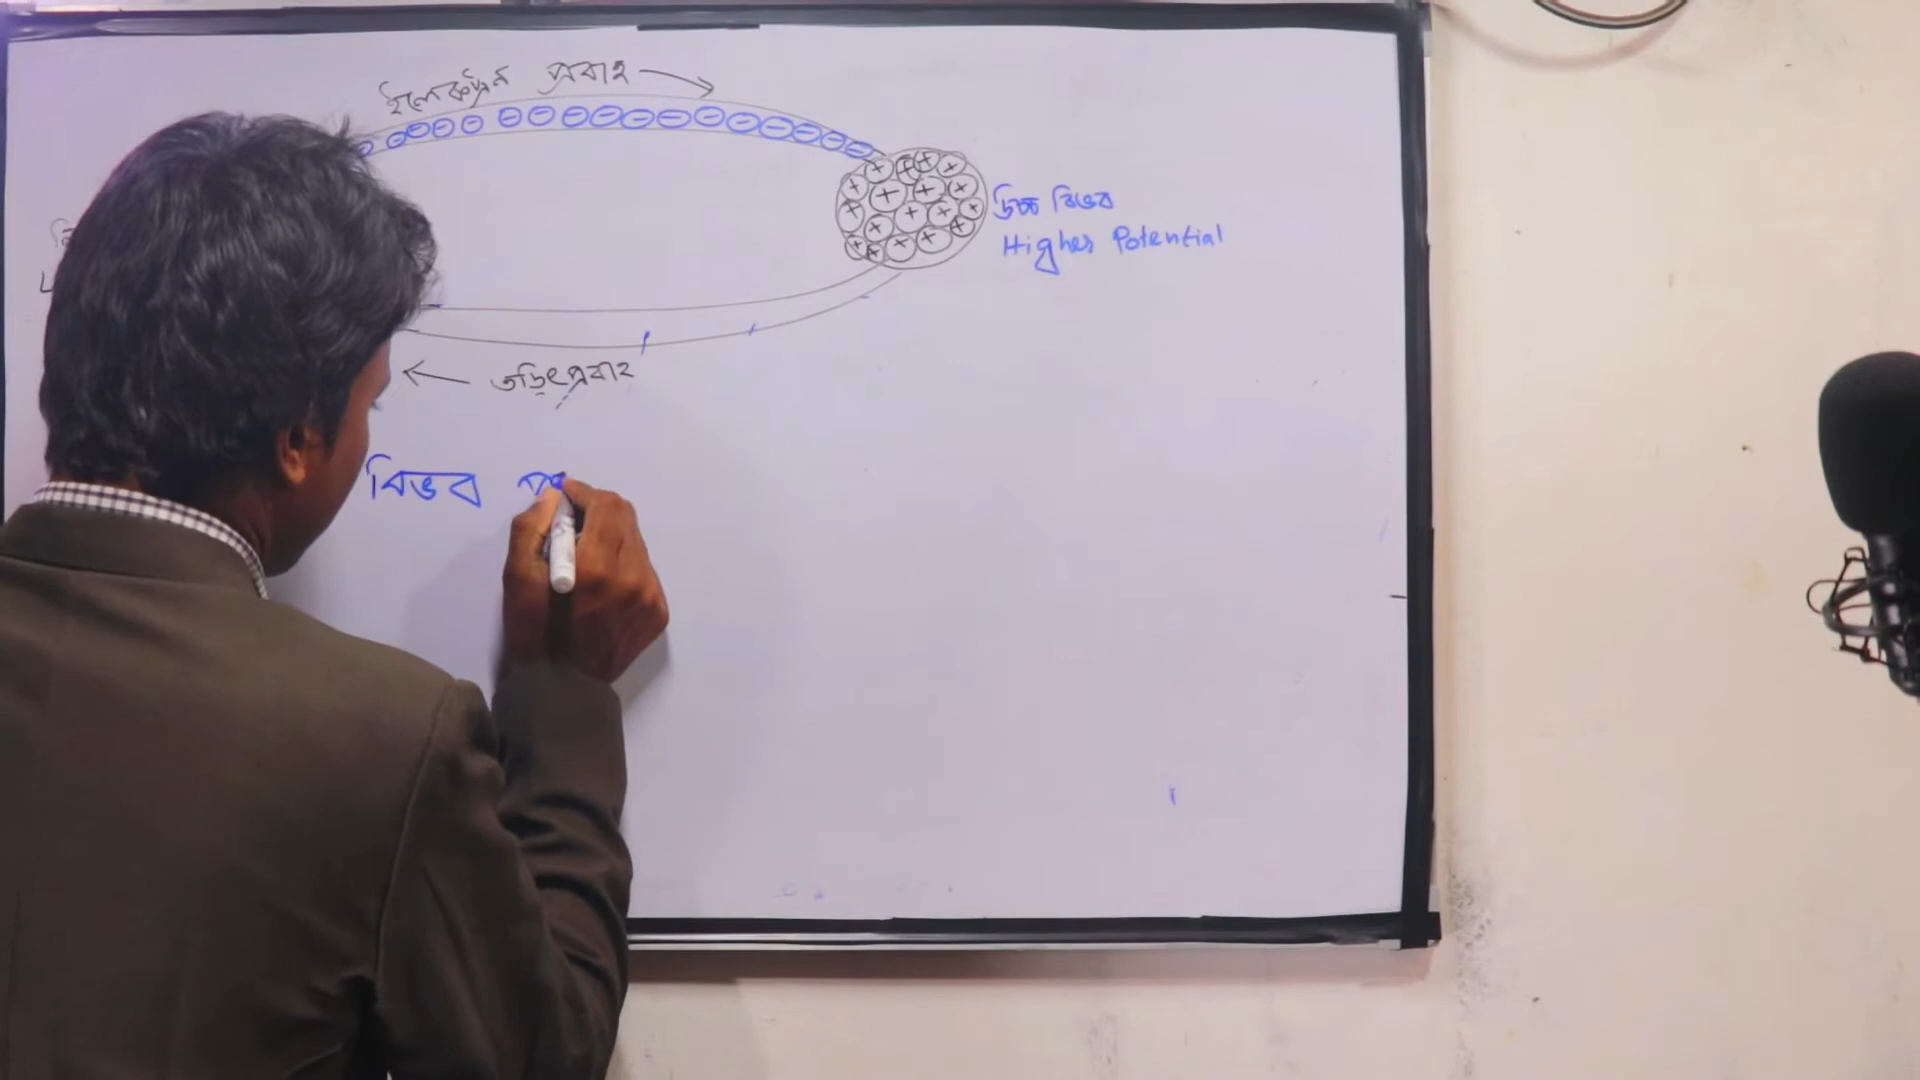 ইলেকট্রন প্রবাহ
উচ্চ বিভব
Higher Potential
তড়িৎপ্রবাহ
বিভব